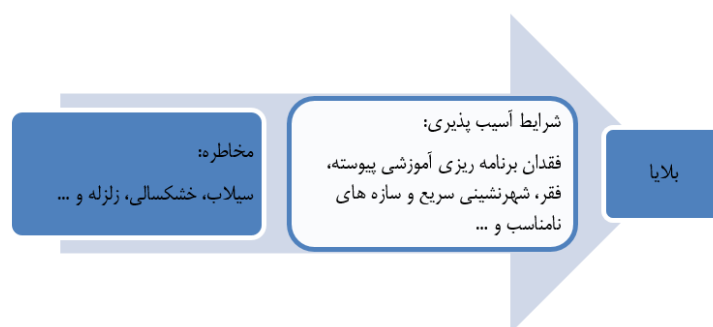 مخاطره:
سیلاب، خشکسالی، زلزله و ...
شرایط آسیب پذیری:
فقدان برنامه ریزی آموزشی پیوسته،
فقر، شهرنشینی سریع و سازه های
نامناسب و ...
بلایا